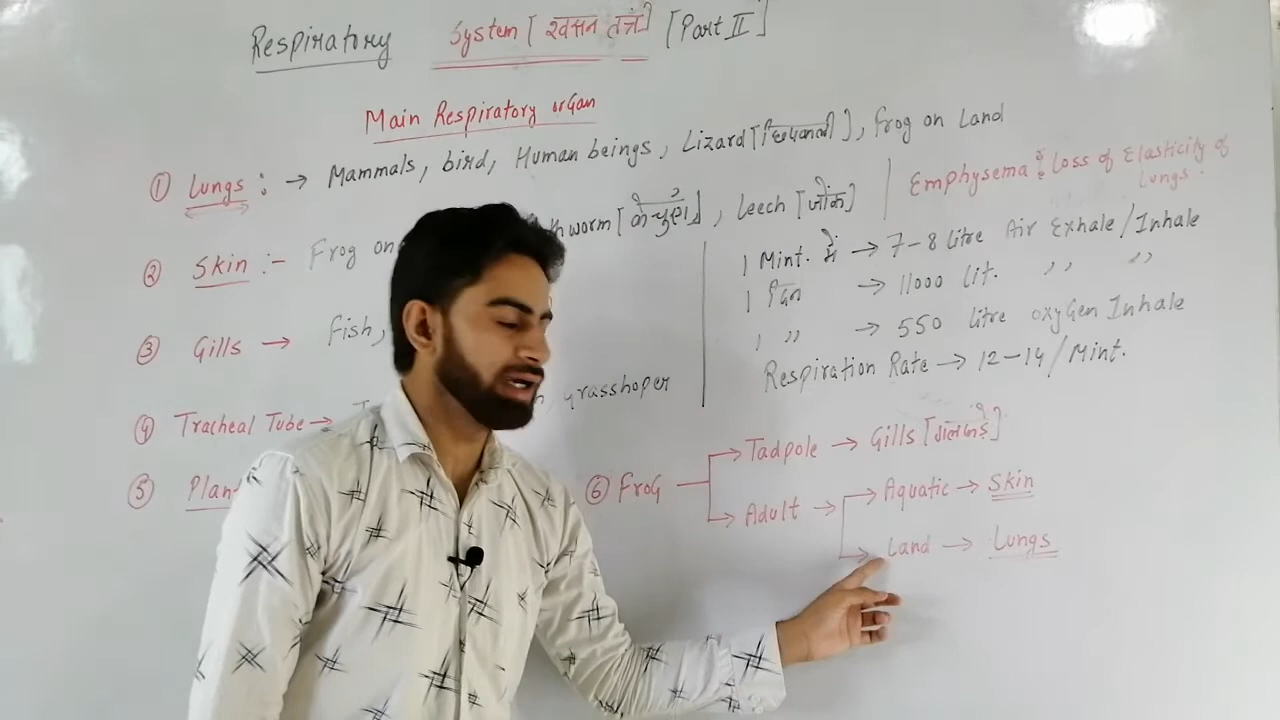 Respiratory System [श्वसन तंत्र] [Part II]
Main Respiratory orGan
① Lungs :→ Mammals, bird, Human beings, Lizard [छिपकली], frog on Land
Emphysema : Loss of Elasticity of Lungs.
② Skin :- Frog on worm [केंचुआ], Leech [जोंक]
③ Gills → fish,
④ Tracheal Tube → grasshoper
⑤ Plan
1 Mint. में → 7-8 litre Air Exhale/Inhale
1 दिन → 11000 lit. ,, ,,
1 ,, → 550 litre oxyGen Inhale
Respiration Rate → 12-14/Mint.
⑥ FroG → Tadpole → Gills [गलफड़े]
→ Adult → Aquatic → Skin
→ Land → Lungs